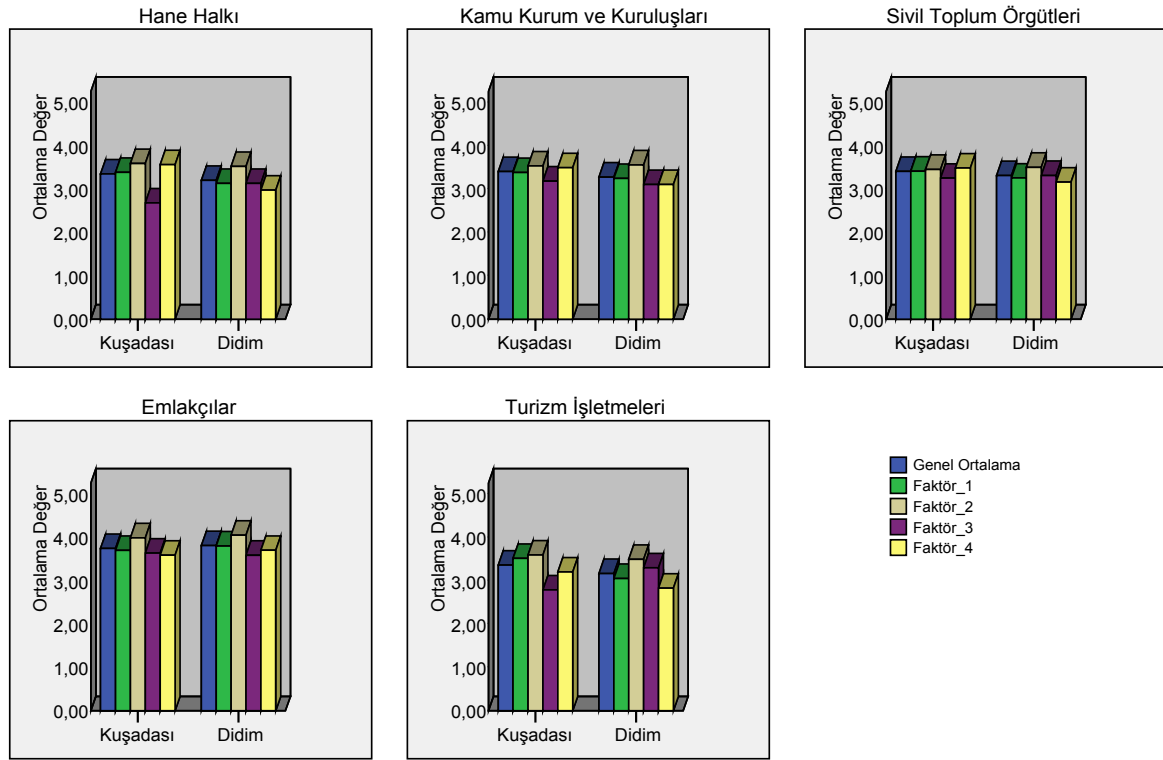 Hane Halkı
Ortalama Değer
5,00
4,00
3,00
2,00
1,00
0,00
Kuşadası Didim
Kamu Kurum ve Kuruluşları
Ortalama Değer
5,00
4,00
3,00
2,00
1,00
0,00
Kuşadası Didim
Sivil Toplum Örgütleri
Ortalama Değer
5,00
4,00
3,00
2,00
1,00
0,00
Kuşadası Didim
Emlakçılar
Ortalama Değer
5,00
4,00
3,00
2,00
1,00
0,00
Kuşadası Didim
Turizm İşletmeleri
Ortalama Değer
5,00
4,00
3,00
2,00
1,00
0,00
Kuşadası Didim
Genel Ortalama
Faktör_1
Faktör_2
Faktör_3
Faktör_4